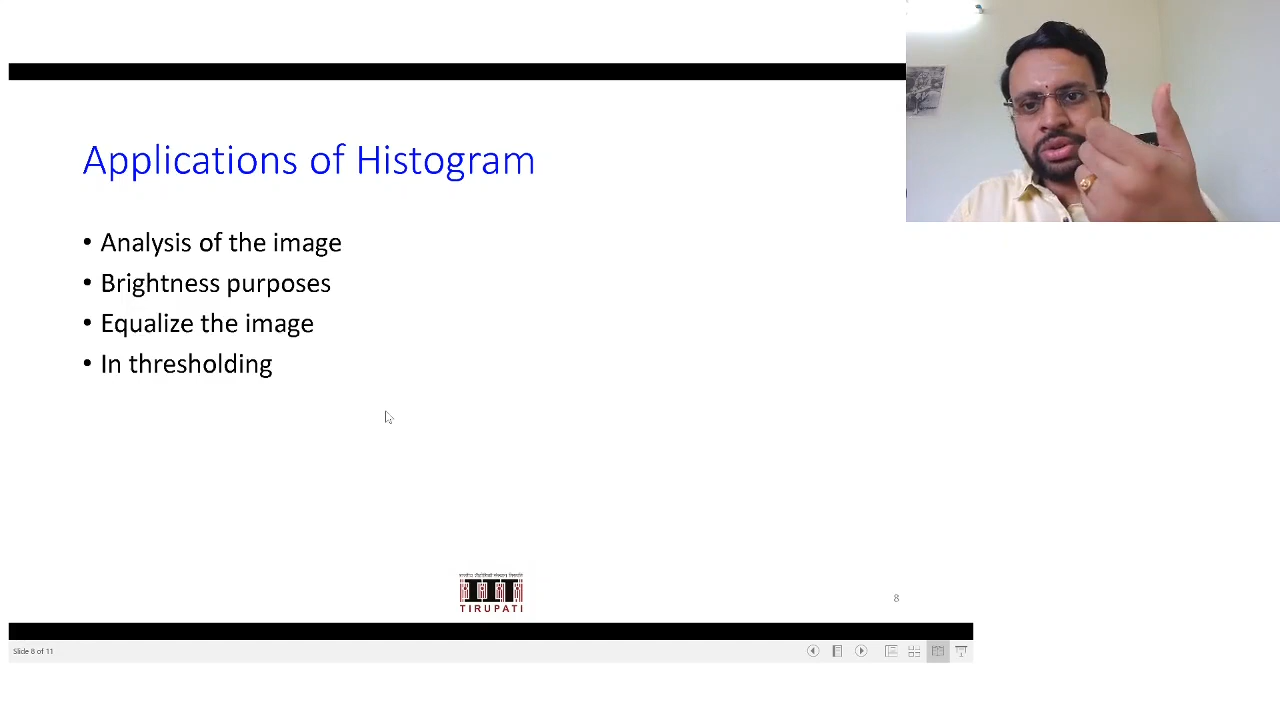 Applications of Histogram
• Analysis of the image
• Brightness purposes
• Equalize the image
• In thresholding
TIRUPATI
8
Slide 8 of 11